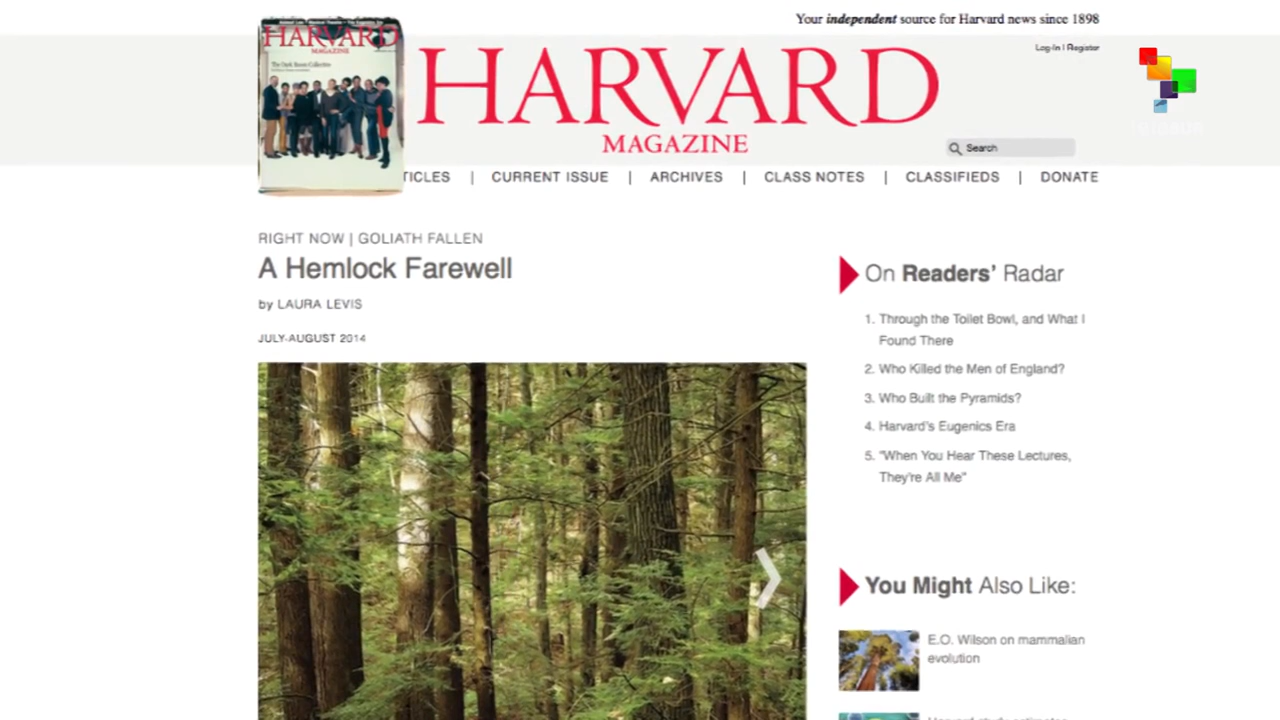 Your independent source for Harvard news since 1898
Log-In | Register
HARVARD
MAGAZINE
HARVARD
MAGAZINE
The Dark Room Collective
Search
TICLES | CURRENT ISSUE | ARCHIVES | CLASS NOTES | CLASSIFIEDS | DONATE
RIGHT NOW | GOLIATH FALLEN
A Hemlock Farewell
by LAURA LEVIS
JULY-AUGUST 2014
On Readers' Radar
1. Through the Toilet Bowl, and What I
Found There
2. Who Killed the Men of England?
3. Who Built the Pyramids?
4. Harvard's Eugenics Era
5. "When You Hear These Lectures,
They're All Me"
You Might Also Like:
E.O. Wilson on mammalian
evolution